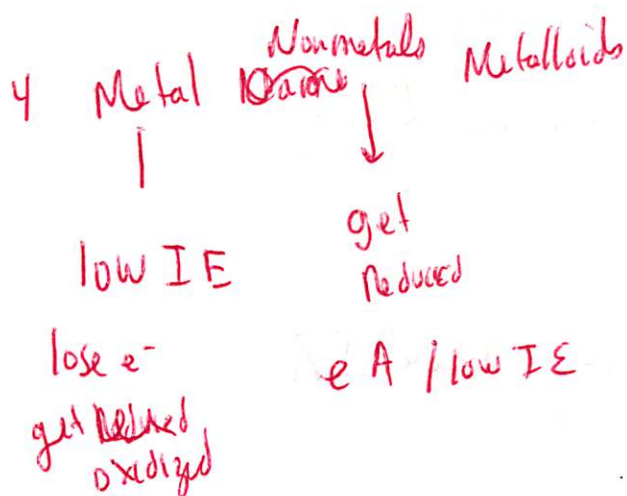 4 Metal Nonmetals Metalloids
low IE
lose e-
get oxidized
get
Reduced
eA / low IE